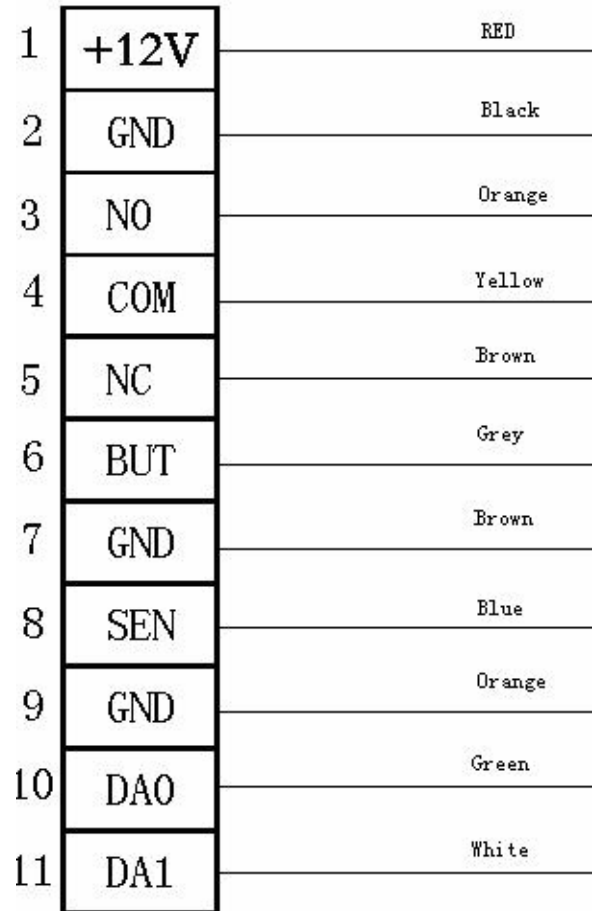 1 +12V RED
2 GND Black
3 NO Orange
4 COM Yellow
5 NC Brown
6 BUT Grey
7 GND Brown
8 SEN Blue
9 GND Orange
10 DA0 Green
11 DA1 White